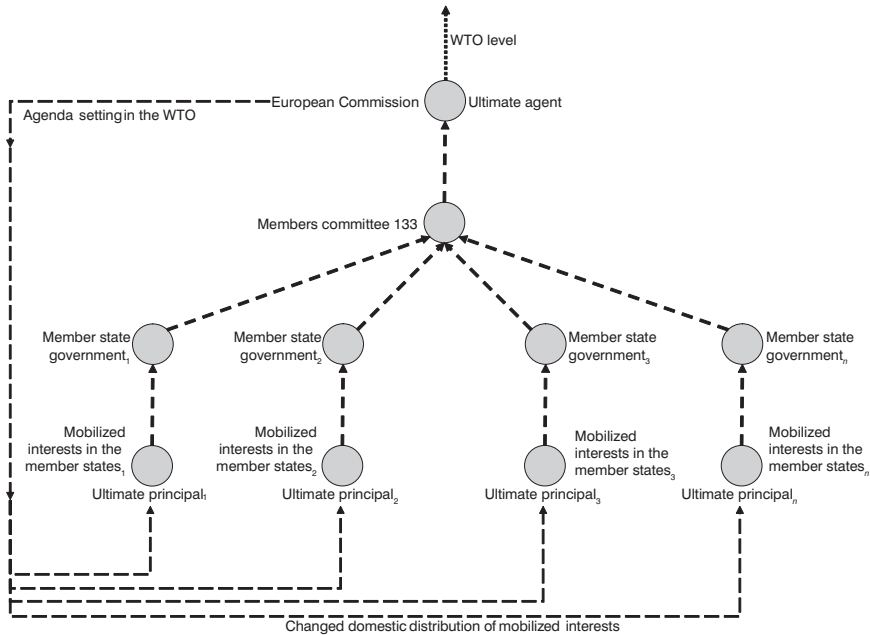 WTO level
European Commission
Ultimate agent
Agenda setting in the WTO
Members committee 133
Member state
government₁
Member state
government₂
Member state
government₃
Member state
governmentₙ
Mobilized
interests in the
member states₁
Ultimate principal₁
Mobilized
interests in the
member states₂
Ultimate principal₂
Mobilized
interests in the
member states₃
Ultimate principal₃
Mobilized
interests in the
member statesₙ
Ultimate principalₙ
Changed domestic distribution of mobilized interests